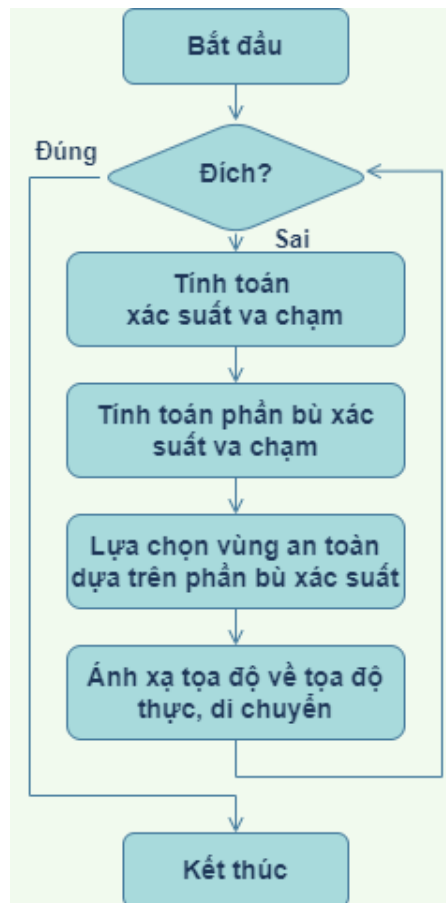 Bắt đầu
Đúng
Đích?
Sai
Tính toán
xác suất va chạm
Tính toán phần bù xác
suất va chạm
Lựa chọn vùng an toàn
dựa trên phần bù xác suất
Ánh xạ tọa độ về tọa độ
thực, di chuyển
Kết thúc